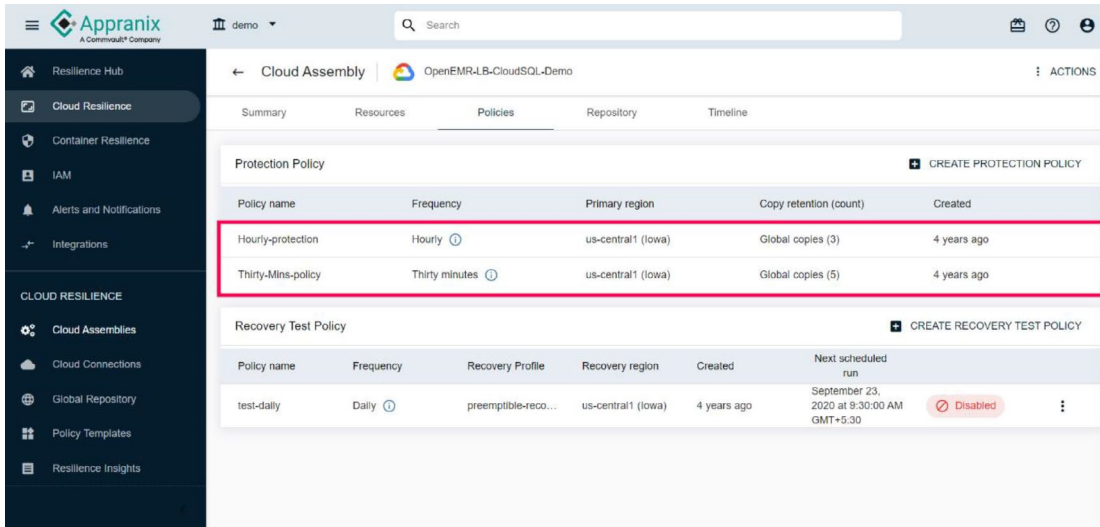 Appranix
A Commvault® Company
demo
Search
Resilience Hub
Cloud Resilience
Container Resilience
IAM
Alerts and Notifications
Integrations
CLOUD RESILIENCE
Cloud Assemblies
Cloud Connections
Global Repository
Policy Templates
Resilience Insights
Cloud Assembly OpenEMR-LB-CloudSQL-Demo ACTIONS
Summary Resources Policies Repository Timeline
Protection Policy CREATE PROTECTION POLICY
Policy name Frequency Primary region Copy retention (count) Created
Hourly-protection Hourly us-central1 (Iowa) Global copies (3) 4 years ago
Thirty-Mins-policy Thirty minutes us-central1 (Iowa) Global copies (5) 4 years ago
Recovery Test Policy CREATE RECOVERY TEST POLICY
Policy name Frequency Recovery Profile Recovery region Created Next scheduled
run
test-daily Daily preemptible-reco... us-central1 (Iowa) 4 years ago September 23,
2020 at 9:30:00 AM
GMT+5:30
Disabled